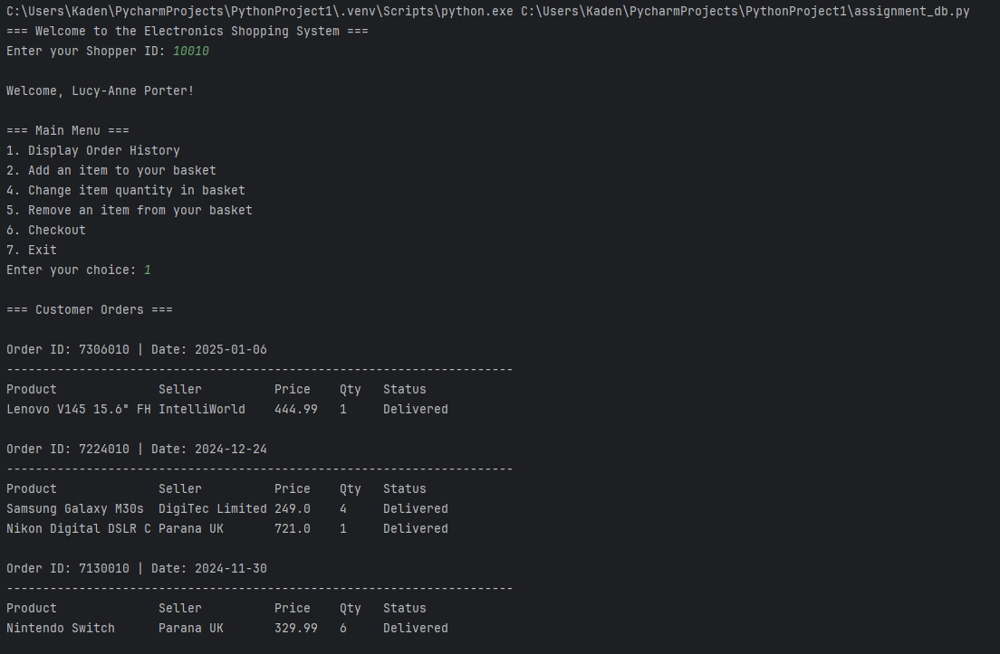 C:\Users\Kaden\PycharmProjects\PythonProject1\.venv\Scripts\python.exe C:\Users\Kaden\PycharmProjects\PythonProject1\assignment_db.py
=== Welcome to the Electronics Shopping System ===
Enter your Shopper ID: 10010

Welcome, Lucy-Anne Porter!

=== Main Menu ===
1. Display Order History
2. Add an item to your basket
4. Change item quantity in basket
5. Remove an item from your basket
6. Checkout
7. Exit
Enter your choice: 1

=== Customer Orders ===

Order ID: 7306010 | Date: 2025-01-06
----------------------------------------------------------------------
Product              Seller          Price    Qty   Status
Lenovo V145 15.6" FH IntelliWorld    444.99   1     Delivered

Order ID: 7224010 | Date: 2024-12-24
----------------------------------------------------------------------
Product              Seller          Price    Qty   Status
Samsung Galaxy M30s  DigiTec Limited 249.0    4     Delivered
Nikon Digital DSLR C Parana UK       721.0    1     Delivered

Order ID: 7130010 | Date: 2024-11-30
----------------------------------------------------------------------
Product              Seller          Price    Qty   Status
Nintendo Switch      Parana UK       329.99   6     Delivered